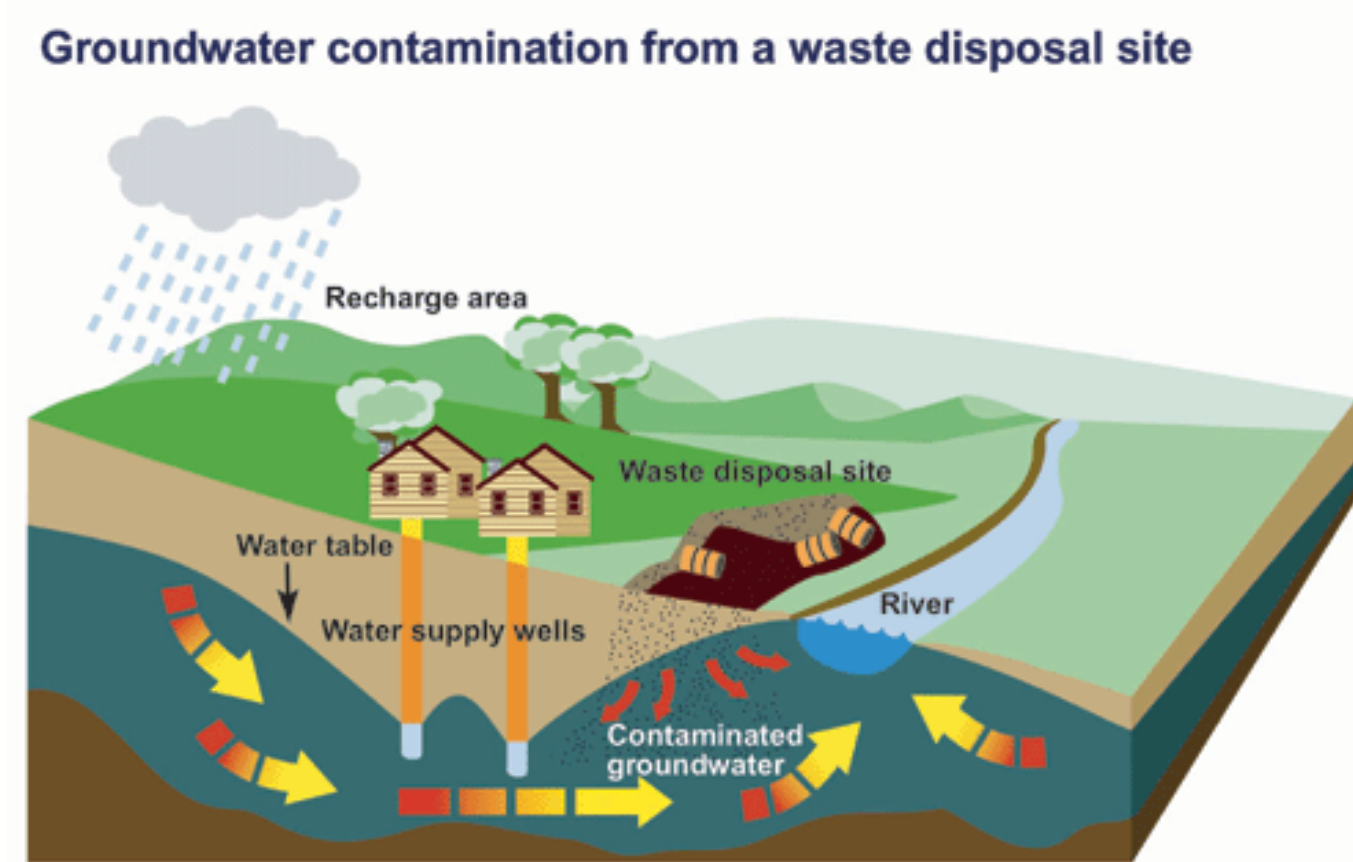 Groundwater contamination from a waste disposal site
Recharge area
Waste disposal site
Water table
River
Water supply wells
Contaminated
groundwater